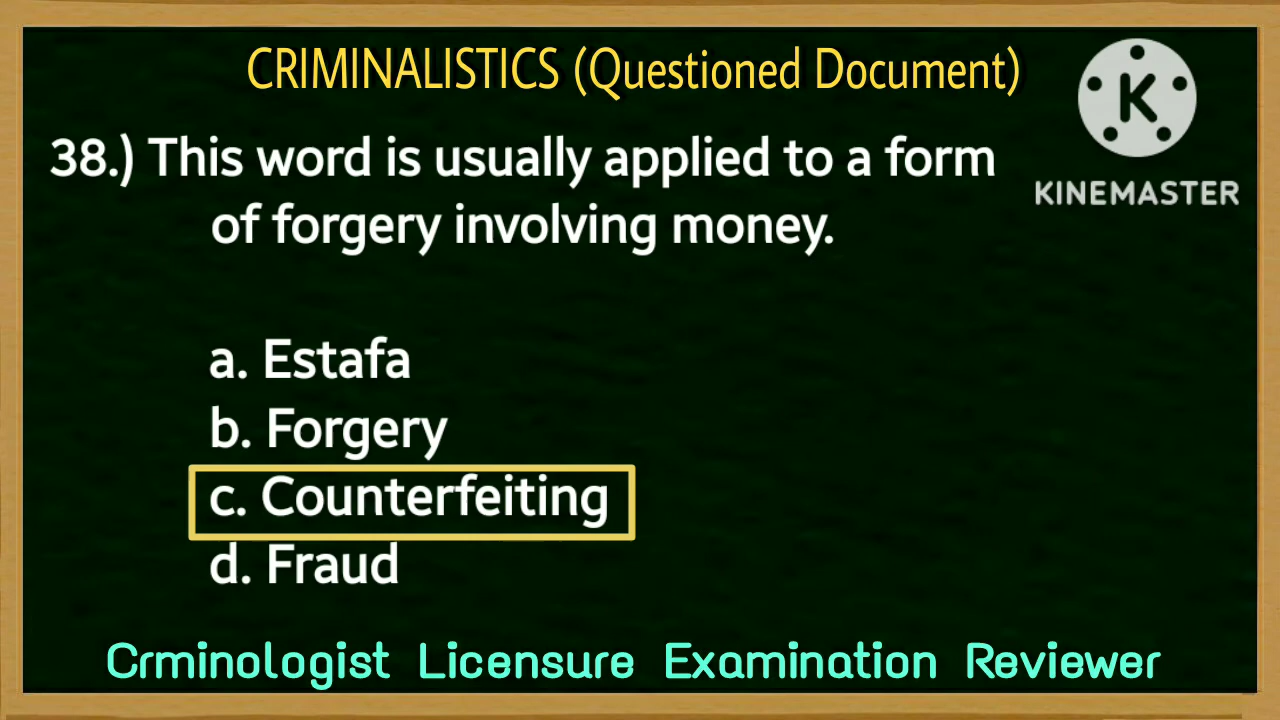 CRIMINALISTICS (Questioned Document)
K
KINEMASTER
38.) This word is usually applied to a form
of forgery involving money.
a. Estafa
b. Forgery
c. Counterfeiting
d. Fraud
Crminologist Licensure Examination Reviewer